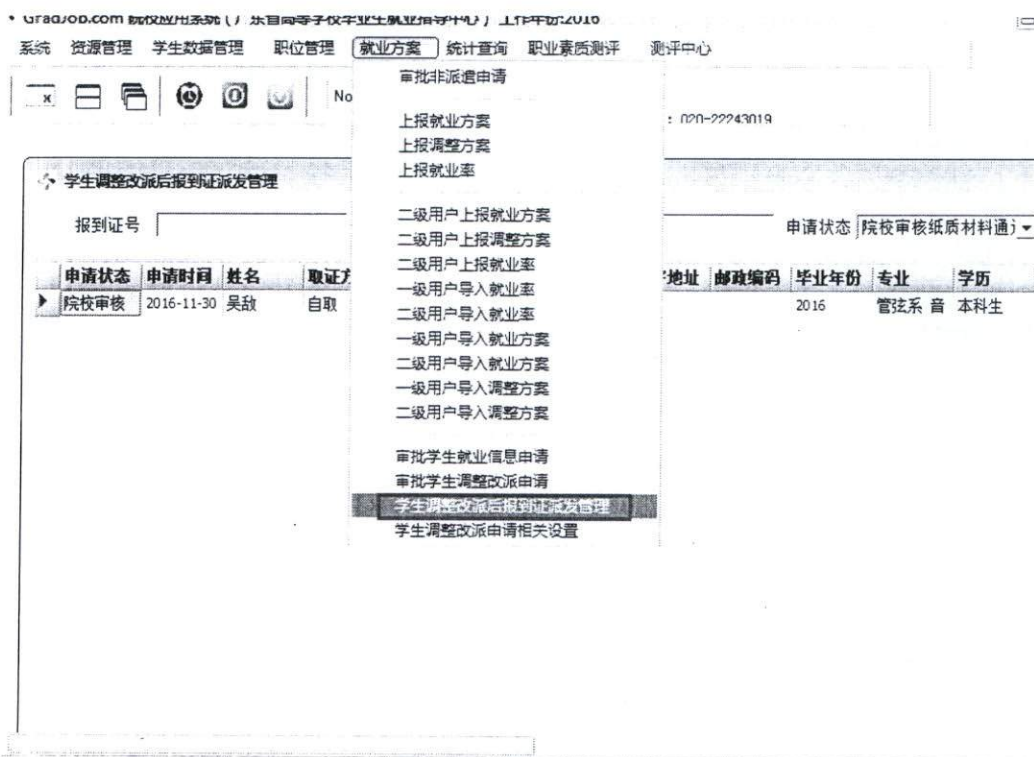 GradJob.com 院校应用系统 (广东省高等学校毕业生就业指导中心) 工作年份:2016
系统 资源管理 学生数据管理 职位管理 就业方案 统计查询 职业素质测评 测评中心
审批非派遣申请
No
上报就业方案
: 020-22243019
上报调整方案
上报就业率
学生调整改派后报到证派发管理
二级用户上报就业方案
报到证号
申请状态 院校审核纸质材料通
二级用户上报调整方案
二级用户上报就业率
申请状态 申请时间 姓名 取证方
地址 邮政编码 毕业年份 专业 学历
一级用户导入就业率
院校审核 2016-11-30 吴敌 自取
2016 管弦系 音 本科生
二级用户导入就业率
一级用户导入就业方案
二级用户导入就业方案
一级用户导入调整方案
二级用户导入调整方案
审批学生就业信息申请
审批学生调整改派申请
学生调整改派后报到证派发管理
学生调整改派申请相关设置